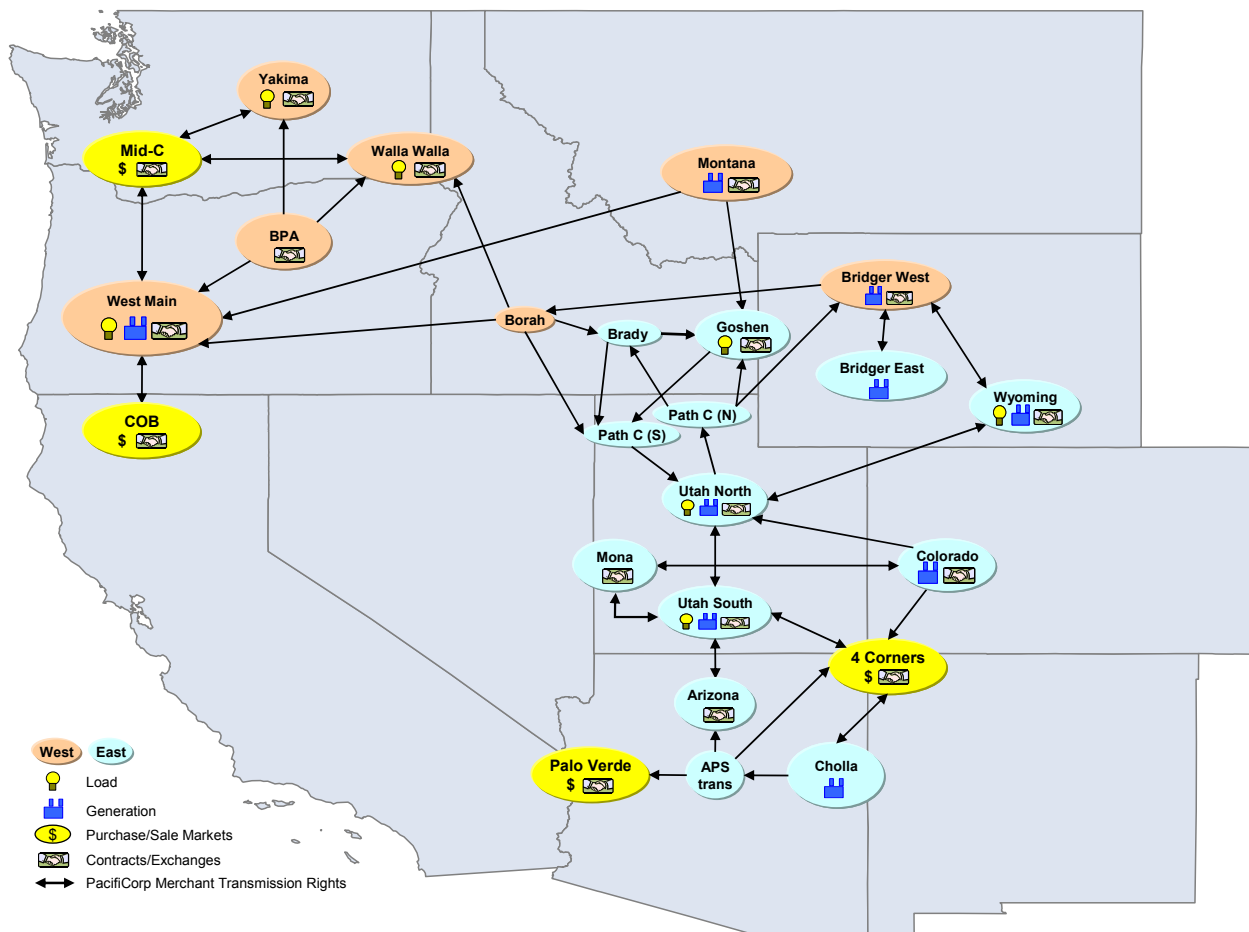 Yakima
Mid-C
$
Walla Walla
Montana
BPA
West Main
Borah
Brady
Goshen
Bridger West
Bridger East
Wyoming
COB
$
Path C (N)
Path C (S)
Utah North
Mona
Colorado
Utah South
4 Corners
$
Arizona
Palo Verde
$
APS
trans
Cholla
West East
Load
Generation
$ Purchase/Sale Markets
Contracts/Exchanges
PacifiCorp Merchant Transmission Rights